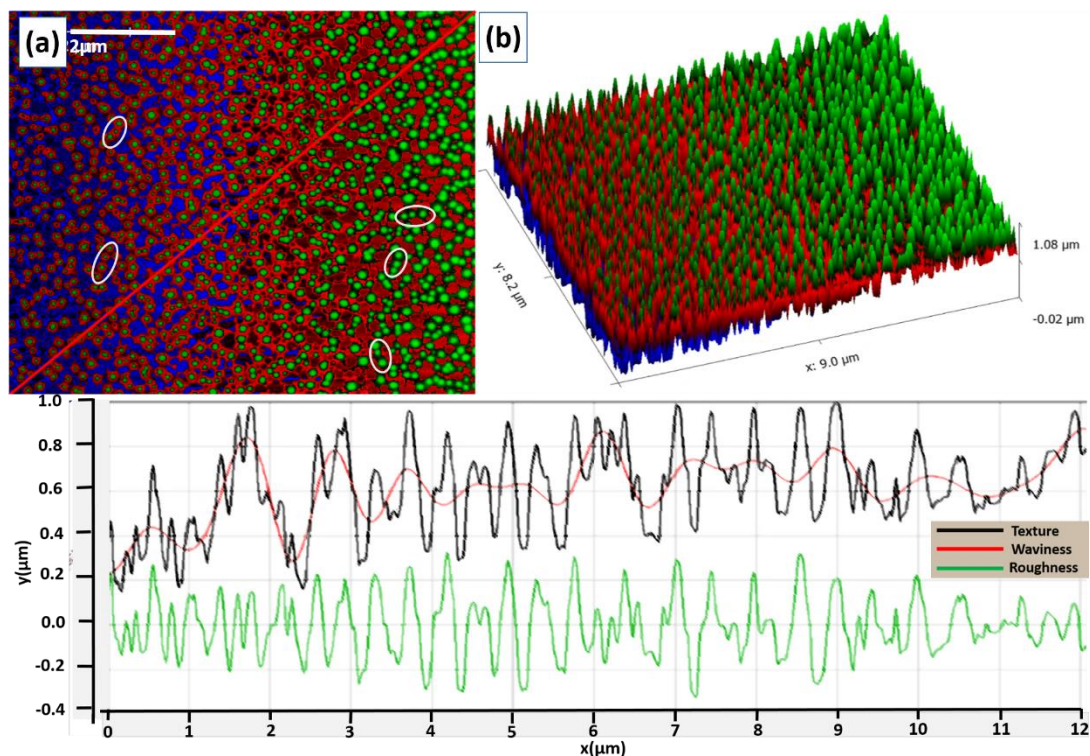 (a)
2µm
(b)
y: 8.2 µm
x: 9.0 µm
1.08 µm
-0.02 µm
y(µm)
1.0
0.8
0.6
0.4
0.2
0.0
-0.2
-0.4
Texture
Waviness
Roughness
0 1 2 3 4 5 6 7 8 9 10 11 12
x(µm)